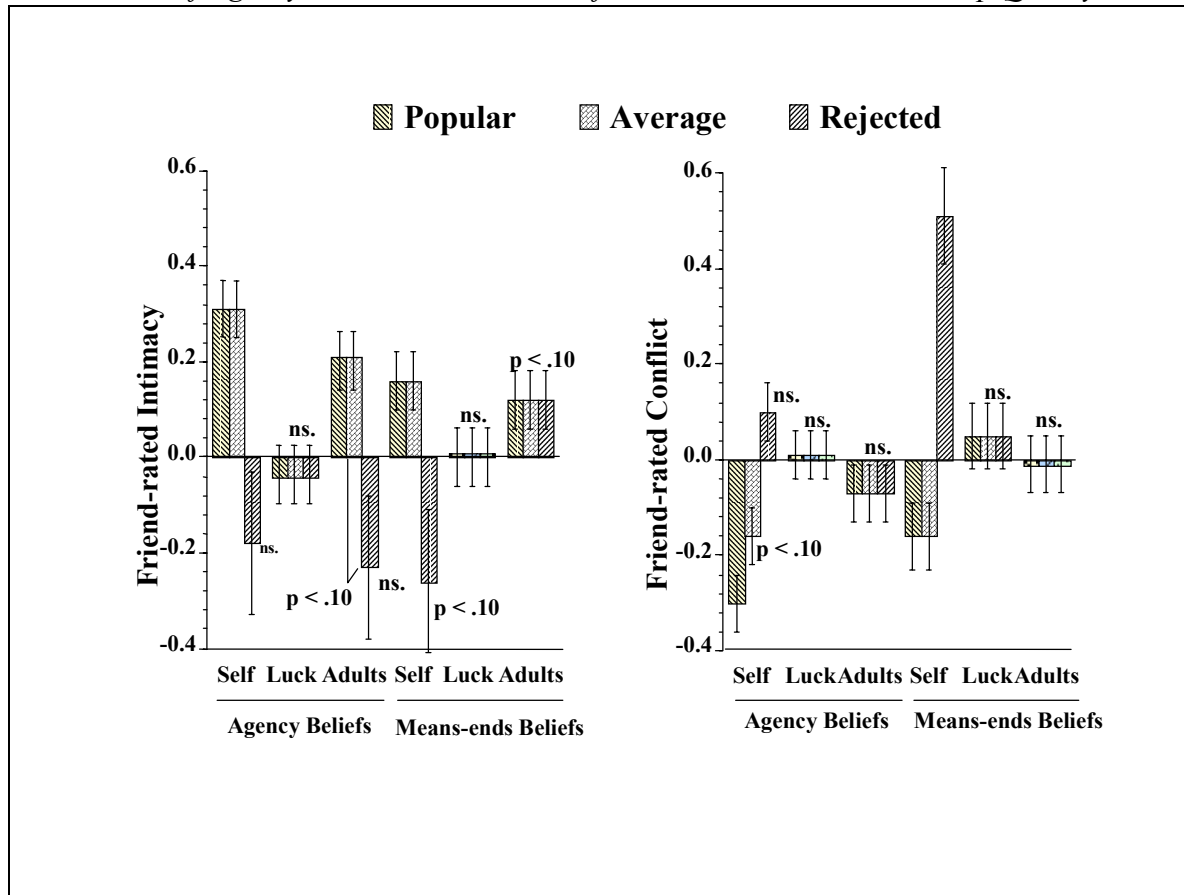 Popular Average Rejected
Friend-rated Intimacy
0.6
0.4
0.2
0.0
-0.2
-0.4
p < .10
ns.
ns.
ns.
p < .10
ns.
p < .10
Self Luck Adults Self Luck Adults
Agency Beliefs Means-ends Beliefs
Friend-rated Conflict
0.6
0.4
0.2
0.0
-0.2
-0.4
ns.
ns.
ns.
ns.
ns.
p < .10
Self Luck Adults Self Luck Adults
Agency Beliefs Means-ends Beliefs